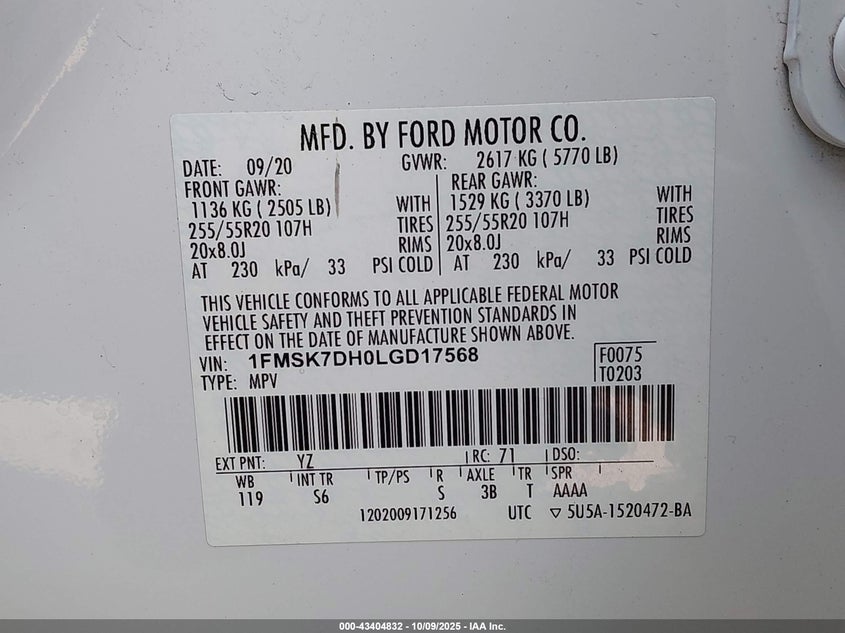 MFD. BY FORD MOTOR CO.
DATE: 09/20 GVWR: 2617 KG ( 5770 LB)
FRONT GAWR: REAR GAWR:
1136 KG ( 2505 LB) WITH 1529 KG ( 3370 LB) WITH
255/55R20 107H TIRES 255/55R20 107H TIRES
20x8.0J RIMS 20x8.0J RIMS
AT 230 kPa/ 33 PSI COLD AT 230 kPa/ 33 PSI COLD
THIS VEHICLE CONFORMS TO ALL APPLICABLE FEDERAL MOTOR
VEHICLE SAFETY AND THEFT PREVENTION STANDARDS IN
EFFECT ON THE DATE OF MANUFACTURE SHOWN ABOVE.
VIN: 1FMSK7DH0LGD17568 F0075
TYPE: MPV T0203
EXT PNT: YZ RC: 71 DSO:
WB INT TR TP/PS R AXLE TR SPR
119 S6 S 3B T AAAA
1202009171256 UTC ▽ 5U5A-1520472-BA
000-43404832 - 10/09/2025 - IAA Inc.